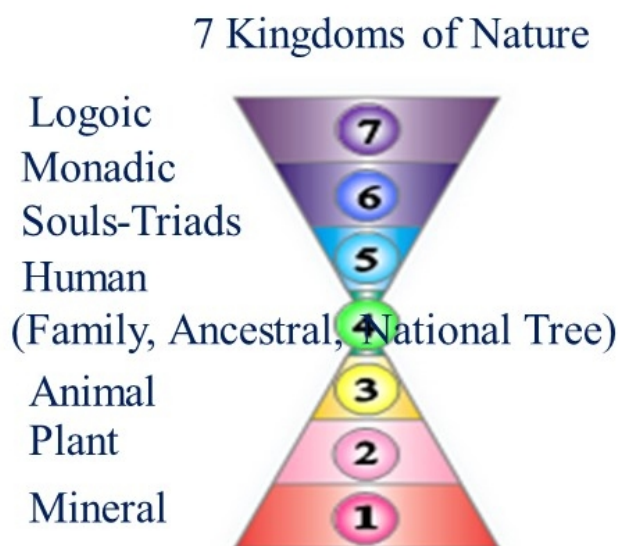 7 Kingdoms of Nature
Logoic
7
Monadic
6
Souls-Triads
5
Human
(Family, Ancestral, National Tree)
4
Animal
3
Plant
2
Mineral
1